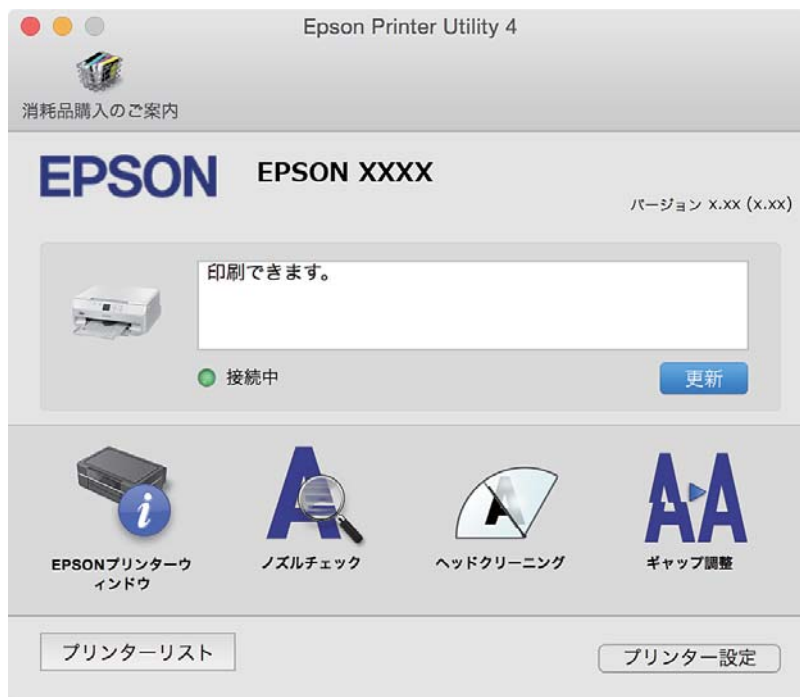 Epson Printer Utility 4
消耗品購入のご案内
EPSON
EPSON XXXX
バージョン x.xx (x.xx)
印刷できます。
接続中
更新
EPSONプリンターウ
ィンドウ
ノズルチェック
ヘッドクリーニング
ギャップ調整
プリンターリスト
プリンター設定